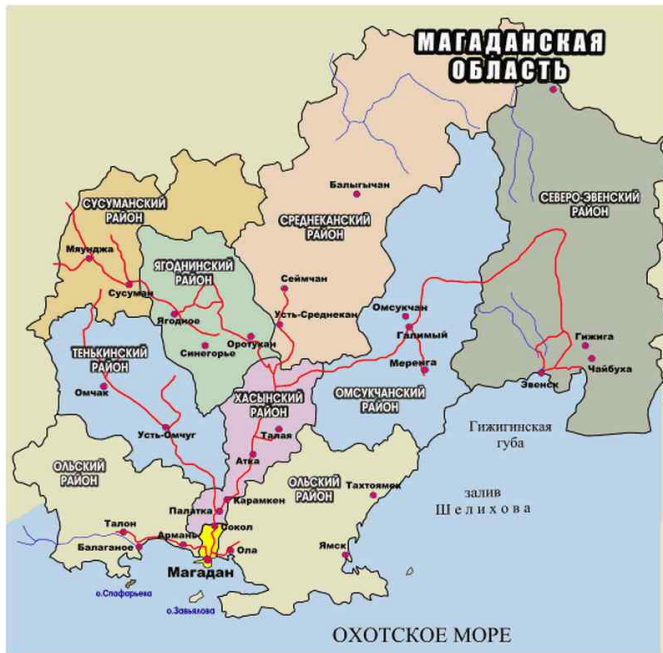 МАГАДАНСКАЯ
ОБЛАСТЬ
СУСУМАНСКИЙ
РАЙОН
СРЕДНЕКАНСКИЙ
РАЙОН
СЕВЕРО-ЭВЕНСКИЙ
РАЙОН
Балыгычан
Мяунджа
ЯГОДНИНСКИЙ
РАЙОН
Сусуман
Сеймчан
Ягодное
Усть-Среднекан
Омсукчан
Галимый
Оротукан
Синегорье
ТЕНЬКИНСКИЙ
РАЙОН
Меренга
Гижига
Чайбуха
Эвенск
Омчак
ХАСЫНСКИЙ
РАЙОН
ОМСУКЧАНСКИЙ
РАЙОН
Усть-Омчуг
Талая
Гижигинская
губа
Атка
ОЛЬСКИЙ
РАЙОН
ОЛЬСКИЙ
РАЙОН
Тахтоямск
залив
Шелихова
Карамкен
Палатка
Сокол
Талон
Армань
Балаганое
Ола
Ямск
Магадан
о.Спафарьева
о.Завьялова
ОХОТСКОЕ МОРЕ